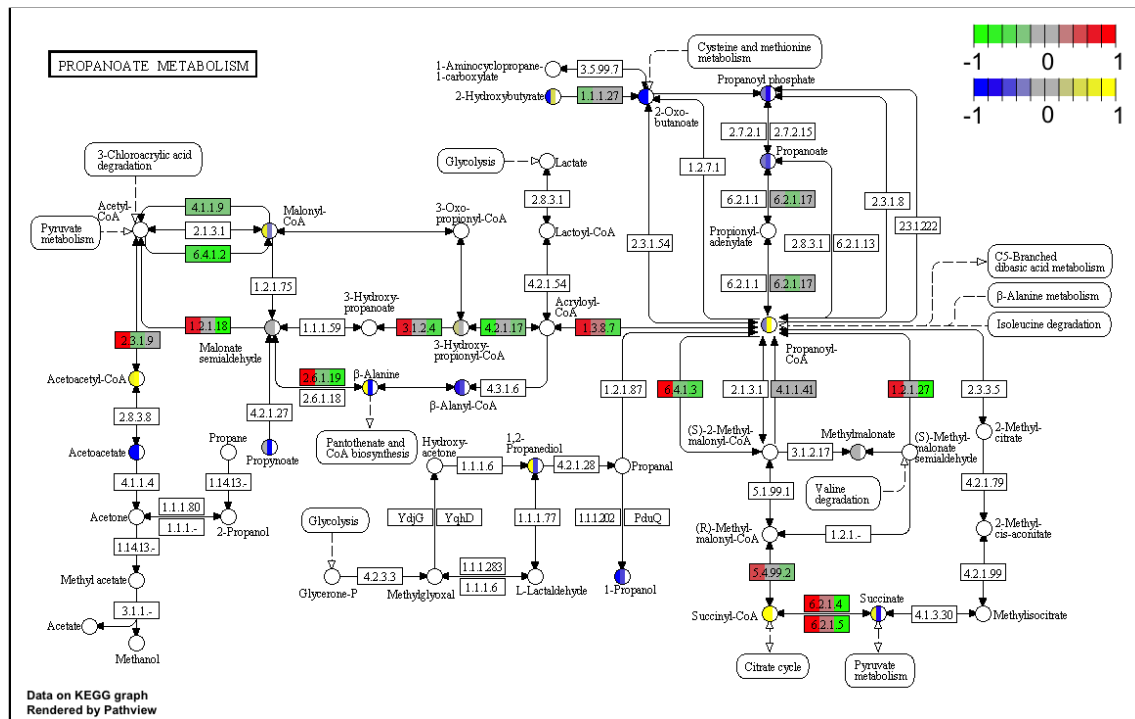 PROPANOATE METABOLISM
-1 0 1
-1 0 1
Cysteine and methionine
metabolism
1-Aminocyclopropane-
1-carboxylate
3.5.99.7
Propanoyl phosphate
2-Hydroxybutyrate
1.1.1.27
2-Oxo-
butanoate
2.7.2.1
2.7.2.15
3-Chloroacrylic acid
degradation
Glycolysis
Lactate
Propanoate
1.2.7.1
Acetyl-
CoA
4.1.1.9
Malonyl-
CoA
2.8.3.1
6.2.1.1
6.2.1.17
2.3.1.8
3-Oxo-
propionyl-CoA
Pyruvate
metabolism
2.1.3.1
Lactoyl-CoA
23.1222
6.4.1.2
Propionyl-
adenylate
2.3.1.54
2.8.3.1
6.2.1.13
C5-Branched
dibasic acid metabolism
1.2.1.75
4.2.1.54
6.2.1.1
6.2.1.17
3-Hydroxy-
propanoate
Acryloyl-
CoA
β-Alanine metabolism
1.2.1.18
1.1.1.59
3.1.2.4
4.2.1.17
1.3.8.7
Isoleucine degradation
2.3.1.9
Malonate
semialdehyde
3-Hydroxy-
propionyl-CoA
Propanoyl-
CoA
Acetoacetyl-CoA
2.6.1.19
β-Alanine
2.6.1.18
4.3.1.6
β-Alanyl-CoA
1.2.1.87
6.4.1.3
2.1.3.1
4.1.1.41
1.2.1.27
2.3.3.5
2.8.3.8
4.2.1.27
Pantothenate and
CoA biosynthesis
(S)-2-Methyl-
malonyl-CoA
Methylmalonate
2-Methyl-
citrate
Acetoacetate
Propane
Propynoate
Hydroxy-
acetone
1,2-
Propanediol
3.1.2.17
(S)-Methyl-
malonate
semialdehyde
1.1.1.6
4.2.1.28
Propanal
4.1.1.4
1.14.13.-
5.1.99.1
Valine
degradation
4.2.1.79
1.1.1.80
Acetone
1.1.1.-
2-Propanol
Glycolysis
YdjG
YqhD
1.1.1.77
1.1.1.202
PduQ
(R)-Methyl-
malonyl-CoA
1.2.1.-
2-Methyl-
cis-aconitate
1.14.13.-
5.4.99.2
1.1.1.283
4.2.3.3
1.1.1.6
4.2.1.99
Methyl acetate
Glycerone-P
Methylglyoxal
L-Lactaldehyde
1-Propanol
3.1.1.-
6.2.1.4
Succinate
Acetate
Succinyl-CoA
6.2.1.5
4.1.3.30
Methylisocitrate
Methanol
Citrate cycle
Pyruvate
metabolism
Data on KEGG graph
Rendered by Pathview